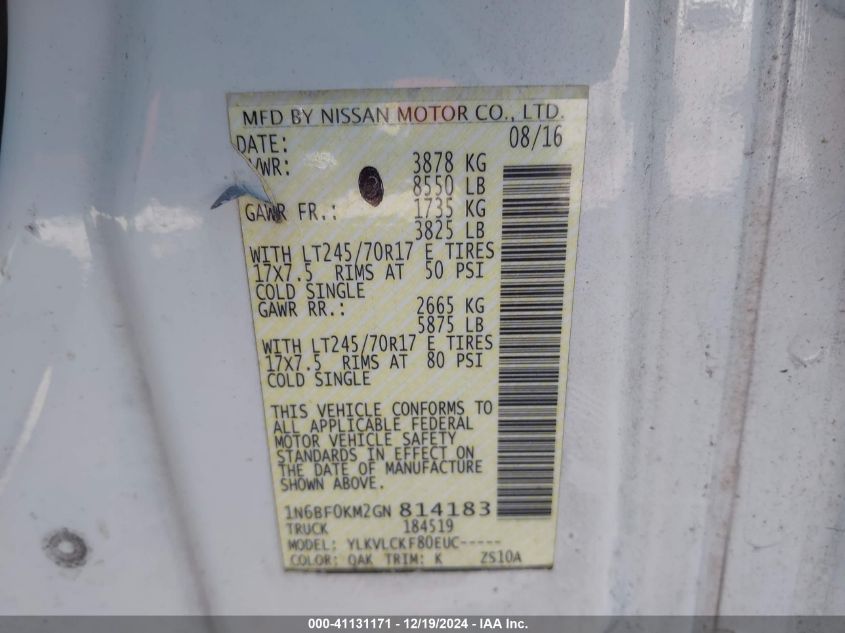 MFD BY NISSAN MOTOR CO., LTD.
DATE: 08/16
VWR: 3878 KG
8550 LB
GAWR FR.: 1735 KG
3825 LB
WITH LT245/70R17 E TIRES
17X7.5 RIMS AT 50 PSI
COLD SINGLE
GAWR RR.: 2665 KG
5875 LB
WITH LT245/70R17 E TIRES
17X7.5 RIMS AT 80 PSI
COLD SINGLE
THIS VEHICLE CONFORMS TO
ALL APPLICABLE FEDERAL
MOTOR VEHICLE SAFETY
STANDARDS IN EFFECT ON
THE DATE OF MANUFACTURE
SHOWN ABOVE.
1N6BF0KM2GN 814183
TRUCK 184519
MODEL: YLKVLCKF80EUC-----
COLOR: QAK TRIM: K ZS10A
000-41131171 - 12/19/2024 - IAA Inc.